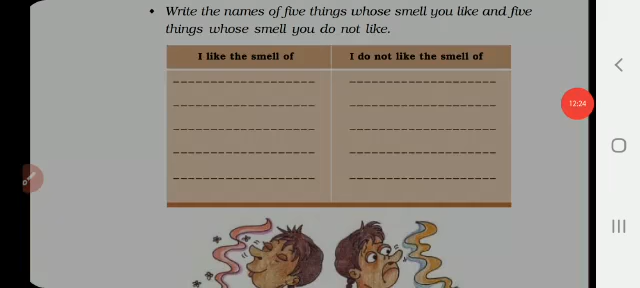 • Write the names of five things whose smell you like and five
things whose smell you do not like.
I like the smell of I do not like the smell of
12:24